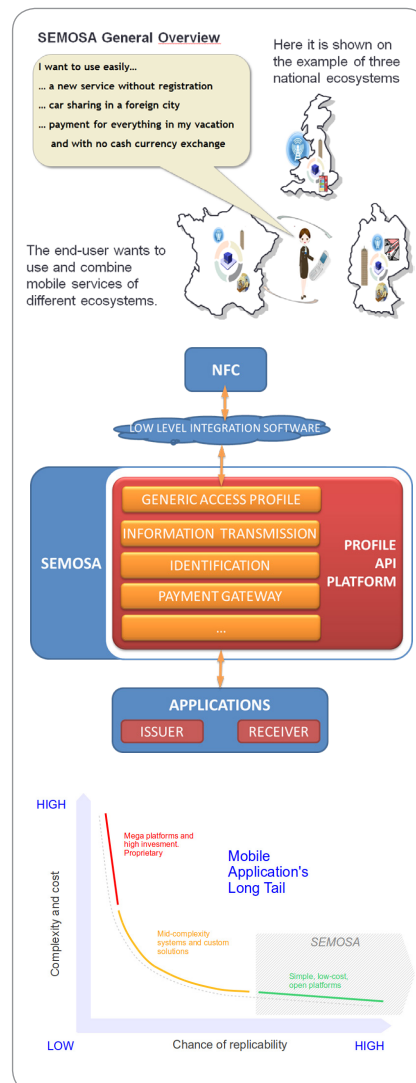 SEMOSA General Overview
I want to use easily...
... a new service without registration
... car sharing in a foreign city
... payment for everything in my vacation
and with no cash currency exchange
Here it is shown on
the example of three
national ecosystems
The end-user wants to
use and combine
mobile services of
different ecosystems.
NFC
LOW LEVEL INTEGRATION SOFTWARE
SEMOSA
GENERIC ACCESS PROFILE
INFORMATION TRANSMISSION
IDENTIFICATION
PAYMENT GATEWAY
...
PROFILE
API
PLATFORM
APPLICATIONS
ISSUER
RECEIVER
HIGH
Complexity and cost
Mega platforms and
high invesment.
Proprietary
Mobile
Application's
Long Tail
Mid-complexity
systems and custom
solutions
SEMOSA
Simple, low-cost,
open platforms
LOW
Chance of replicability
HIGH